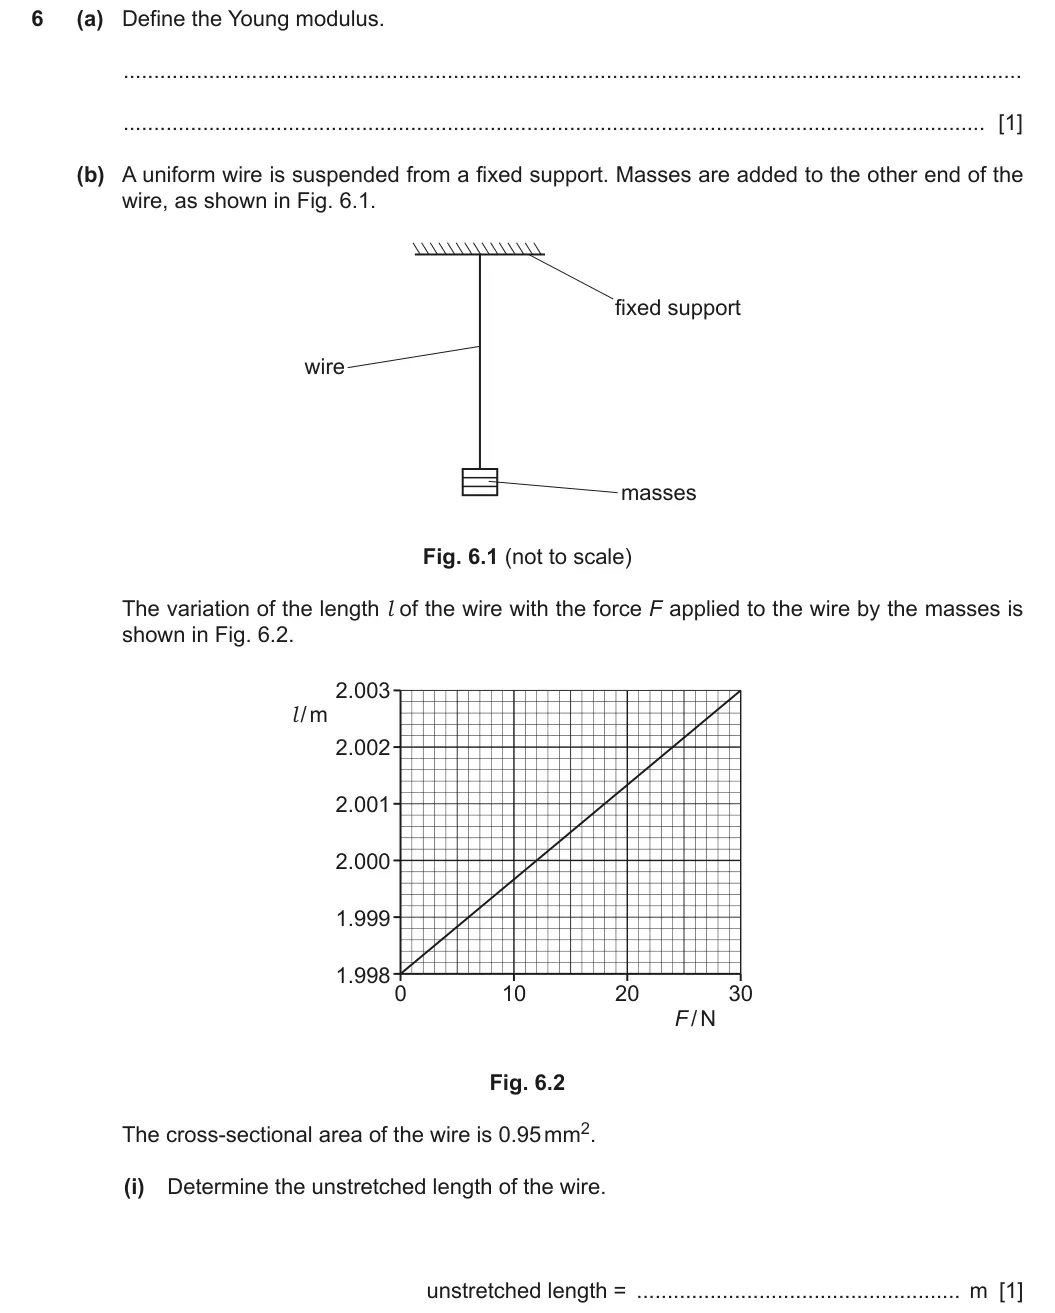 6 (a) Define the Young modulus.
..........................................................................................................................................................
.................................................................................................................................................... [1]
(b) A uniform wire is suspended from a fixed support. Masses are added to the other end of the
wire, as shown in Fig. 6.1.
fixed support
wire
masses
Fig. 6.1 (not to scale)
The variation of the length l of the wire with the force F applied to the wire by the masses is
shown in Fig. 6.2.
2.003
l/m
2.002
2.001
2.000
1.999
1.998
0 10 20 30
F/N
Fig. 6.2
The cross-sectional area of the wire is 0.95 mm².
(i) Determine the unstretched length of the wire.
unstretched length = ..................................................... m [1]